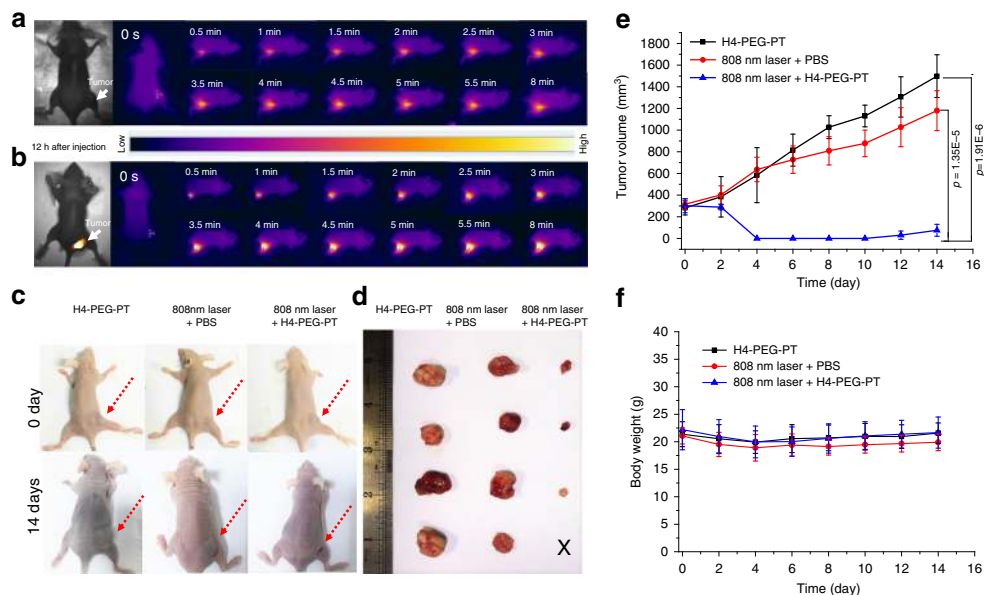 a
Tumor
0 s
0.5 min
1 min
1.5 min
2 min
2.5 min
3 min
3.5 min
4 min
4.5 min
5 min
5.5 min
8 min
12 h after injection
Low
High
b
Tumor
0 s
0.5 min
1 min
1.5 min
2 min
2.5 min
3 min
3.5 min
4 min
4.5 min
5 min
5.5 min
8 min
c
H4-PEG-PT
808nm laser
+ PBS
808 nm laser
+ H4-PEG-PT
0 day
14 days
d
H4-PEG-PT
808 nm laser
+ PBS
808 nm laser
+ H4-PEG-PT
X
e
H4-PEG-PT
808 nm laser + PBS
808 nm laser + H4-PEG-PT
Tumor volume (mm³)
1800
1600
1400
1200
1000
800
600
400
200
0
0 2 4 6 8 10 12 14 16
Time (day)
p = 1.35E–5
p=1.91E–6
f
H4-PEG-PT
808 nm laser + PBS
808 nm laser + H4-PEG-PT
Body weight (g)
40
35
30
25
20
15
10
5
0
0 2 4 6 8 10 12 14 16
Time (day)